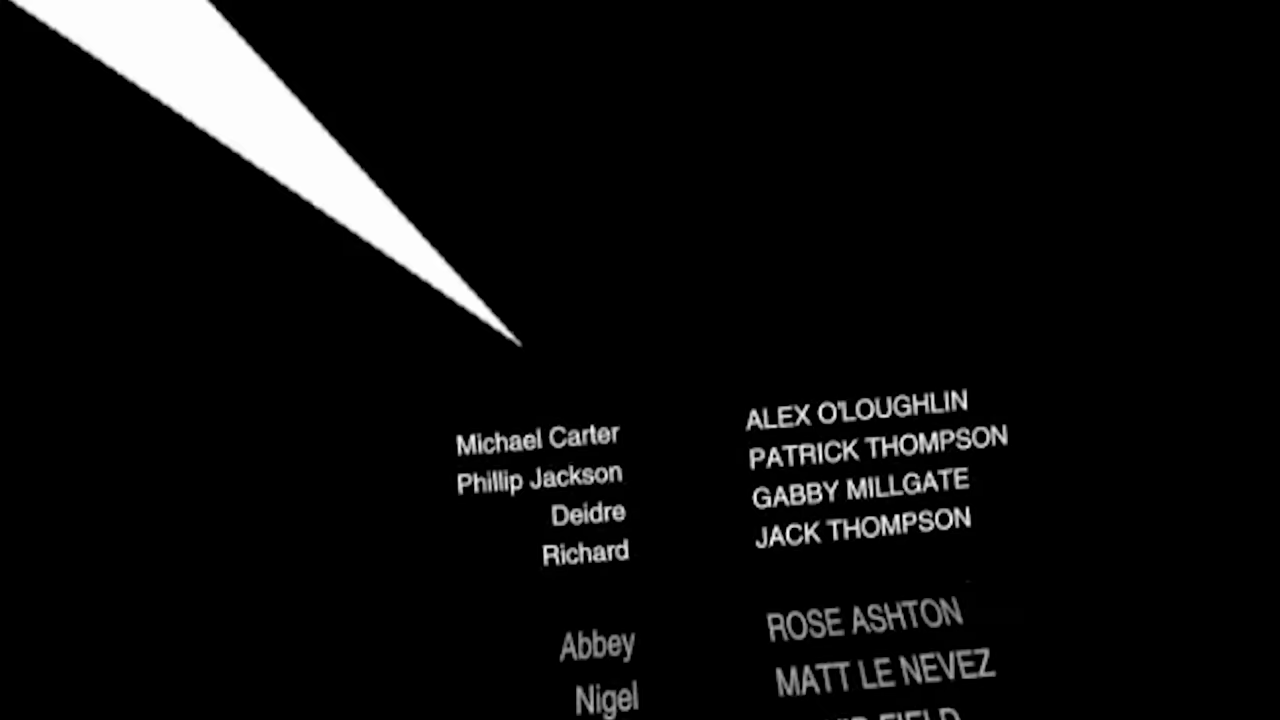 Michael Carter ALEX O'LOUGHLIN
Phillip Jackson PATRICK THOMPSON
Deidre GABBY MILLGATE
Richard JACK THOMPSON
Abbey ROSE ASHTON
Nigel MATT LE NEVEZ
FIELD